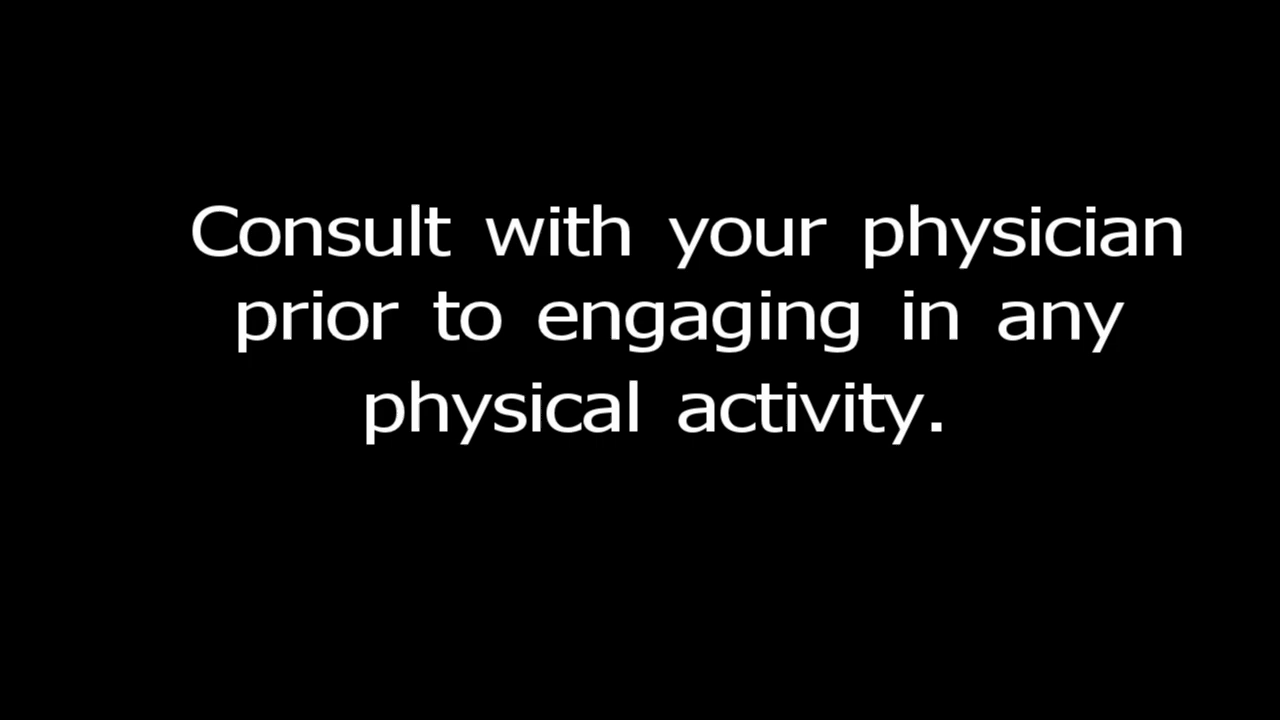 Consult with your physician
prior to engaging in any
physical activity.